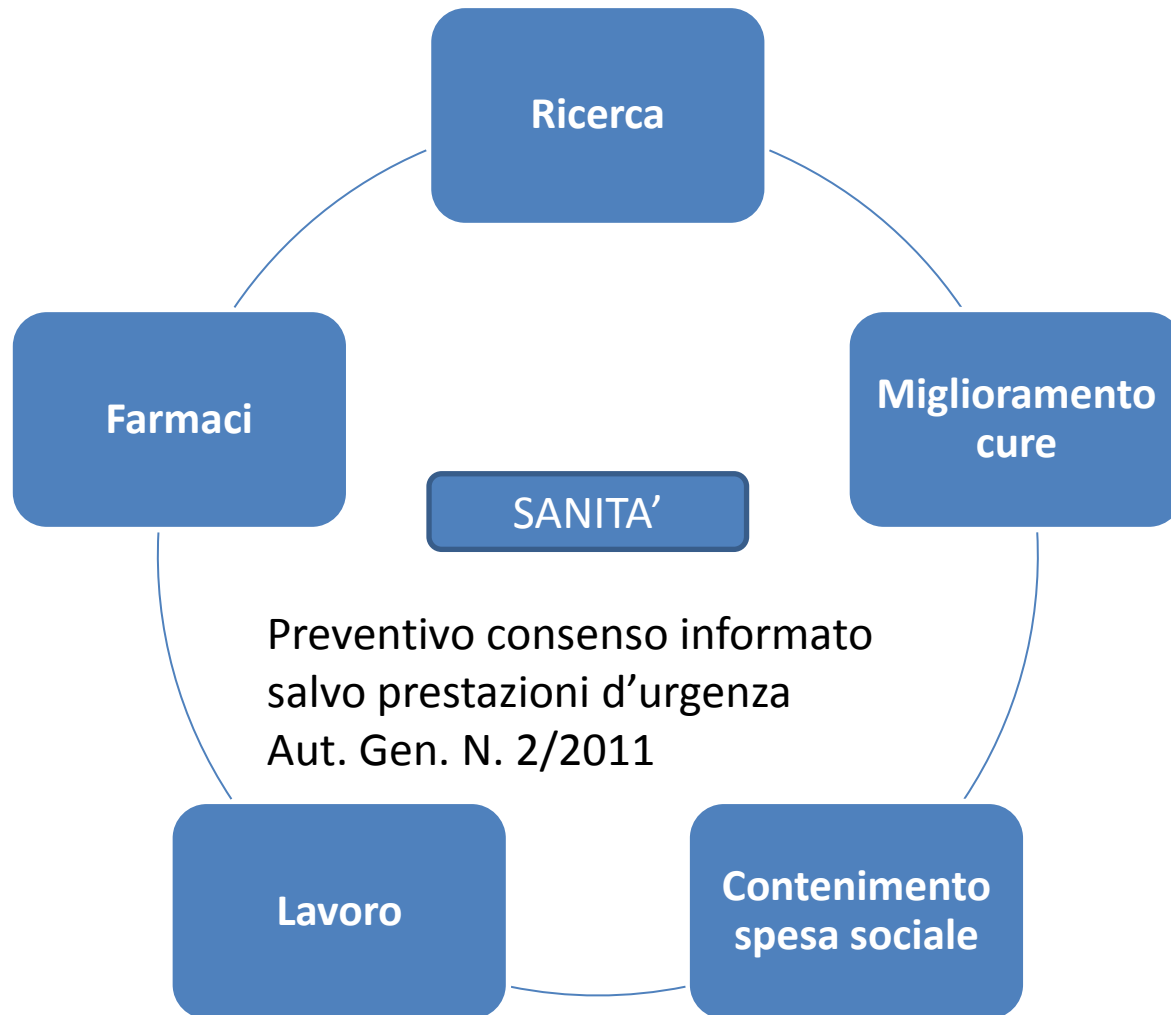 Ricerca
Farmaci
Miglioramento
cure
SANITA’
Preventivo consenso informato
salvo prestazioni d’urgenza
Aut. Gen. N. 2/2011
Lavoro
Contenimento
spesa sociale